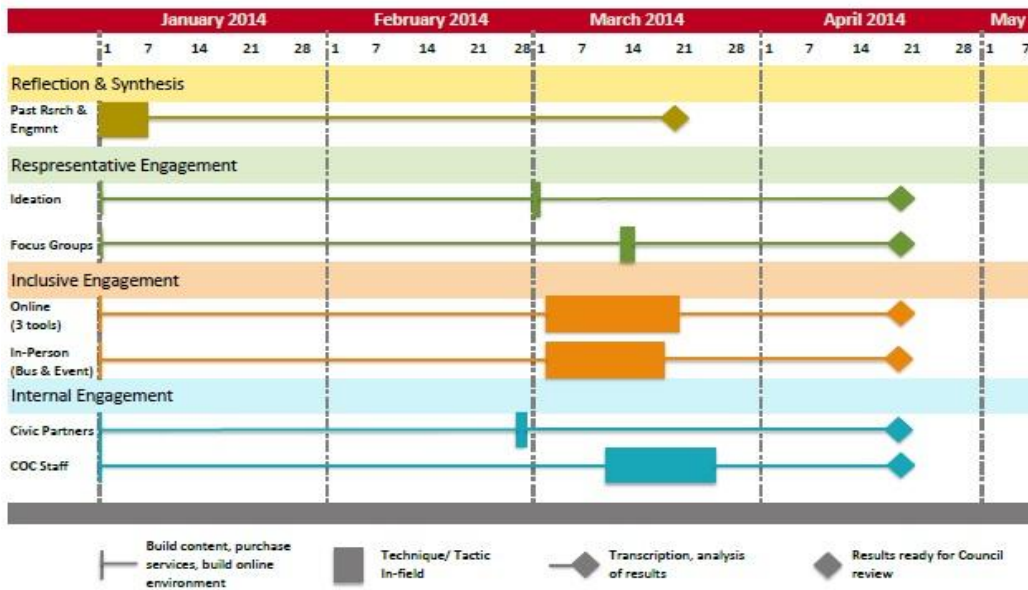 January 2014 February 2014 March 2014 April 2014 May
1 7 14 21 28 1 7 14 21 28 1 7 14 21 28 1 7 14 21 28 1 7
Reflection & Synthesis
Past Rsrch &
Engmnt
Respresentative Engagement
Ideation
Focus Groups
Inclusive Engagement
Online
(3 tools)
In-Person
(Bus & Event)
Internal Engagement
Civic Partners
COC Staff
Build content, purchase
services, build online
environment
Technique/ Tactic
In-field
Transcription, analysis
of results
Results ready for Council
review